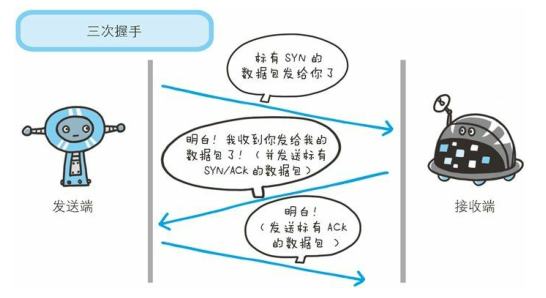 三次握手
标有 SYN 的
数据包发给你了
明白！我收到你发给我的
数据包了！（并发送标有
SYN/ACK 的数据包）
发送端
接收端
明白！
（发送标有 ACK
的数据包 ）